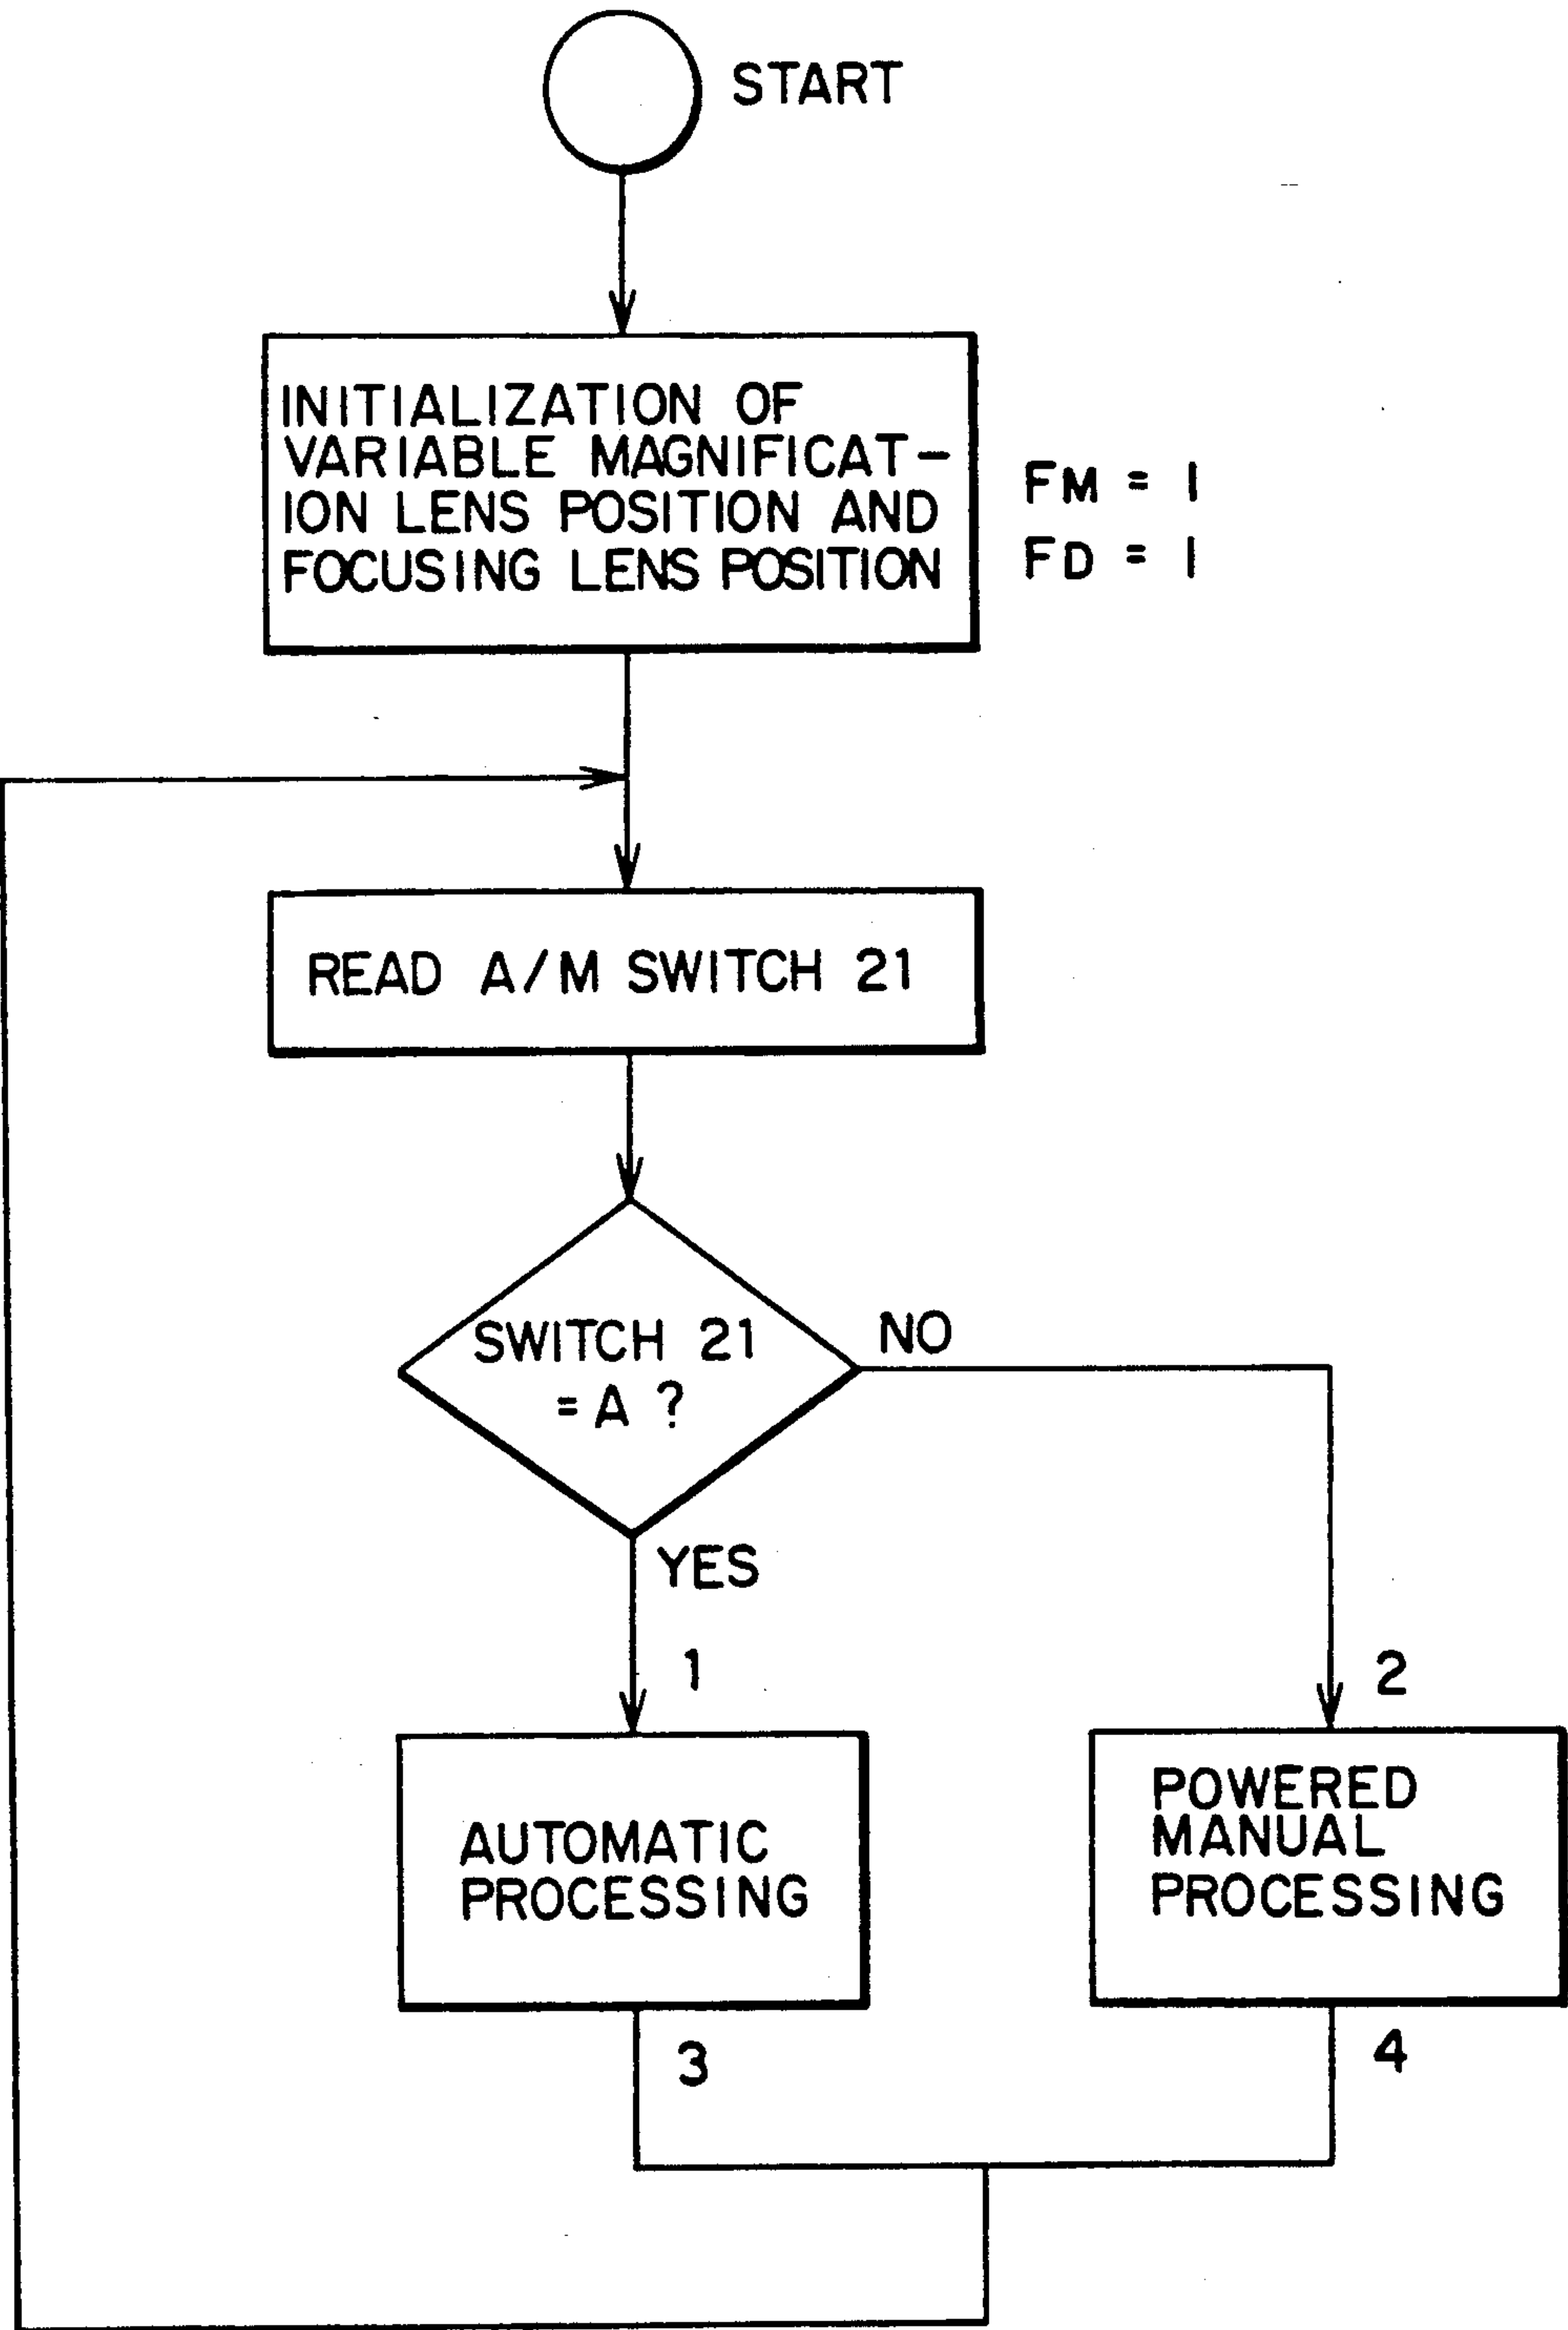 START
INITIALIZATION OF
VARIABLE MAGNIFICAT-
ION LENS POSITION AND
FOCUSING LENS POSITION
FM = 1
FD = 1
READ A/M SWITCH 21
SWITCH 21
= A ?
NO
YES
1
2
AUTOMATIC
PROCESSING
POWERED
MANUAL
PROCESSING
3
4